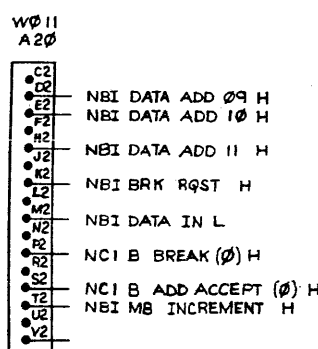 WØ11
A2Ø
C2
D2
E2
F2
H2
J2
K2
L2
M2
N2
P2
R2
S2
T2
U2
V2
NBI DATA ADD Ø9 H
NBI DATA ADD 1Ø H
NBI DATA ADD 11 H
NBI BRK RQST H
NBI DATA IN L
NC1 B BREAK (Ø) H
NC1 B ADD ACCEPT (Ø) H
NBI MB INCREMENT H